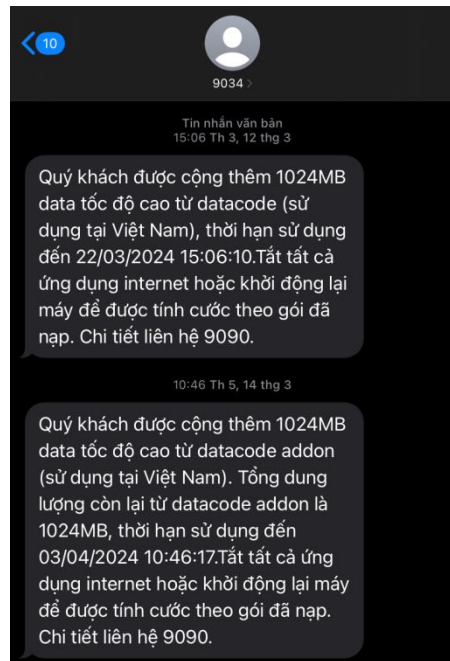 10
9034
Tin nhắn văn bản
15:06 Th 3, 12 thg 3
Quý khách được cộng thêm 1024MB
data tốc độ cao từ datacode (sử
dụng tại Việt Nam), thời hạn sử dụng
đến 22/03/2024 15:06:10.Tắt tất cả
ứng dụng internet hoặc khởi động lại
máy để được tính cước theo gói đã
nạp. Chi tiết liên hệ 9090.
10:46 Th 5, 14 thg 3
Quý khách được cộng thêm 1024MB
data tốc độ cao từ datacode addon
(sử dụng tại Việt Nam). Tổng dung
lượng còn lại từ datacode addon là
1024MB, thời hạn sử dụng đến
03/04/2024 10:46:17.Tắt tất cả ứng
dụng internet hoặc khởi động lại máy
để được tính cước theo gói đã nạp.
Chi tiết liên hệ 9090.